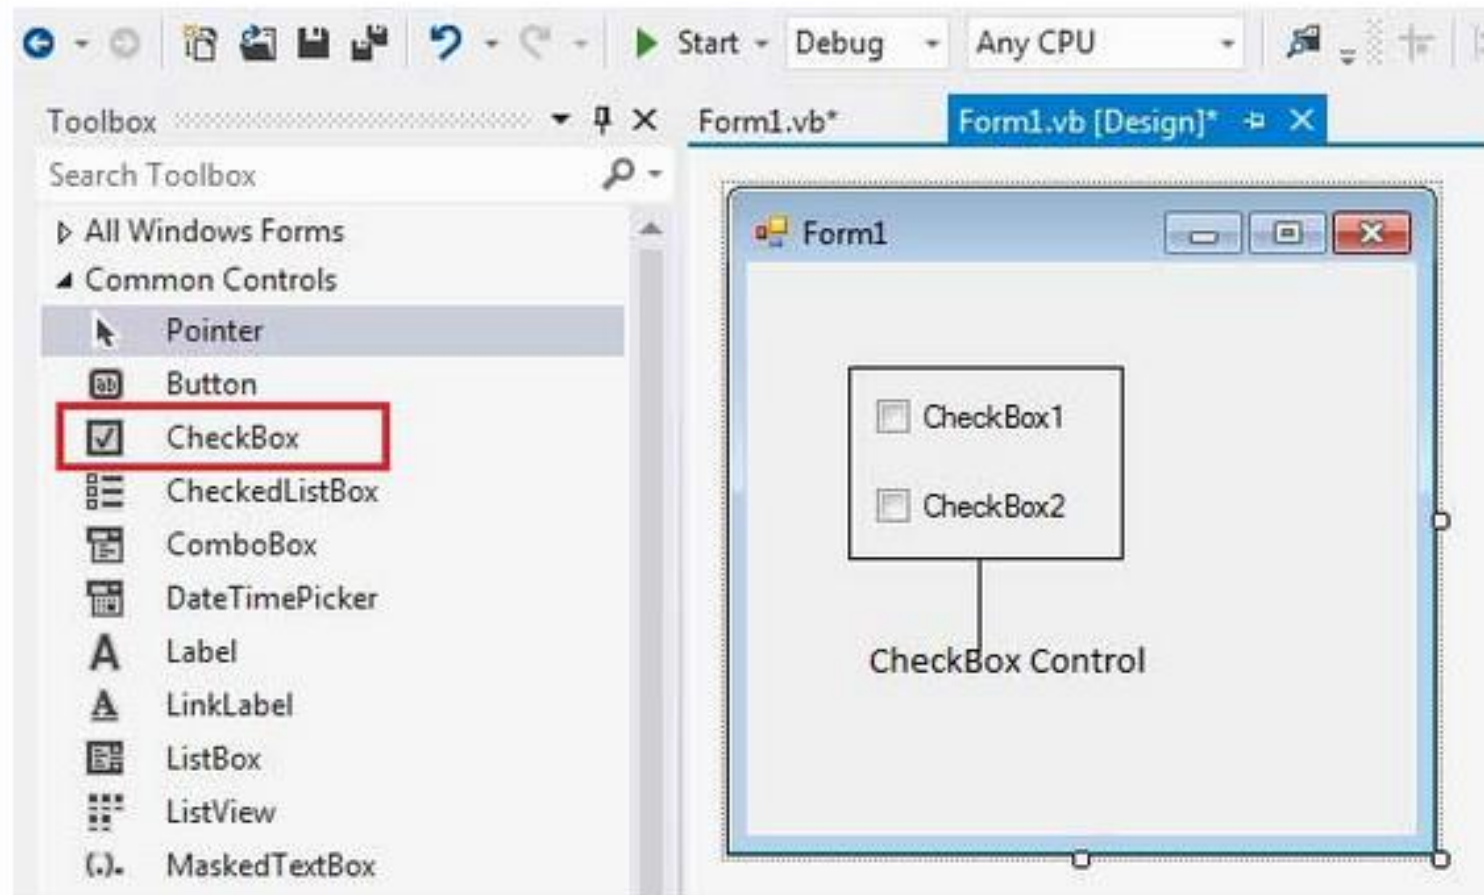 Start Debug Any CPU
Toolbox
Form1.vb* Form1.vb [Design]*
Search Toolbox
All Windows Forms
Common Controls
Pointer
Button
CheckBox
CheckedListBox
ComboBox
DateTimePicker
Label
LinkLabel
ListBox
ListView
MaskedTextBox
Form1
CheckBox1
CheckBox2
CheckBox Control